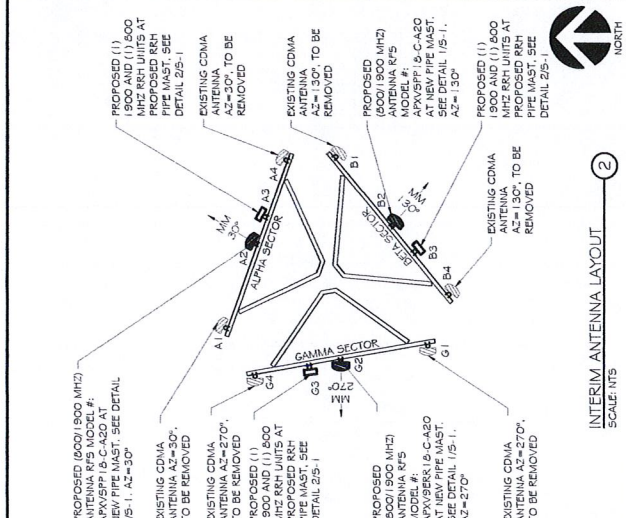 PROPOSED (800/1900 MHZ)
ANTENNA RFS MODEL #:
APXVSPP18-C-A20 AT
NEW PIPE MAST, SEE DETAIL
1/S-1. AZ=30°
EXISTING CDMA
ANTENNA AZ=30°,
TO BE REMOVED
EXISTING CDMA
ANTENNA AZ=270°,
TO BE REMOVED
PROPOSED (1)
1900 AND (1) 800
MHZ RRH UNITS AT
PROPOSED RRH
PIPE MAST, SEE
DETAIL 2/S-1
PROPOSED
(800/1900 MHZ)
ANTENNA RFS
MODEL #:
APXV9ERR18-C-A20
AT NEW PIPE MAST.
SEE DETAIL 1/S-1.
AZ=270°
EXISTING CDMA
ANTENNA AZ=270°,
TO BE REMOVED
A1
A2
A3
A4
MM
30°
ALPHA SECTOR
B1
B2
B3
B4
MM
130°
BETA SECTOR
G4
G3
G2
G1
MM
270°
GAMMA SECTOR
PROPOSED (1)
1900 AND (1) 800
MHZ RRH UNITS AT
PROPOSED RRH
PIPE MAST, SEE
DETAIL 2/S-1
EXISTING CDMA
ANTENNA
AZ=30°, TO BE
REMOVED
EXISTING CDMA
ANTENNA
AZ=130°, TO BE
REMOVED
PROPOSED
(800/1900 MHZ)
ANTENNA RFS
MODEL #:
APXVSPP18-C-A20
AT NEW PIPE MAST.
SEE DETAIL 1/S-1.
AZ=130°
PROPOSED (1)
1900 AND (1) 800
MHZ RRH UNITS AT
PROPOSED RRH
PIPE MAST, SEE
DETAIL 2/S-1
EXISTING CDMA
ANTENNA
AZ=130°, TO BE
REMOVED
INTERIM ANTENNA LAYOUT
SCALE: NTS
2
NORTH